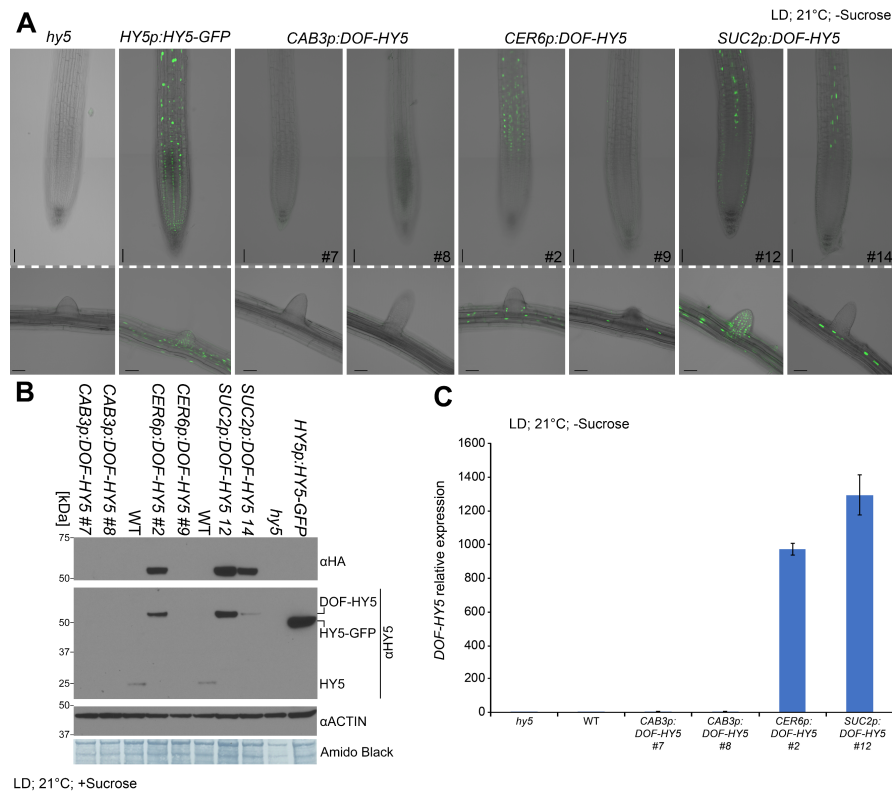 A
LD; 21°C; -Sucrose
hy5
HY5p:HY5-GFP
CAB3p:DOF-HY5
CER6p:DOF-HY5
SUC2p:DOF-HY5
#7
#8
#2
#9
#12
#14
B
[kDa]
CAB3p:DOF-HY5 #7
CAB3p:DOF-HY5 #8
WT
CER6p:DOF-HY5 #2
CER6p:DOF-HY5 #9
WT
SUC2p:DOF-HY5 12
SUC2p:DOF-HY5 14
hy5
HY5p:HY5-GFP
75
50
αHA
50
37
25
DOF-HY5
HY5-GFP
HY5
αHY5
50
37
αACTIN
Amido Black
LD; 21°C; +Sucrose
C
LD; 21°C; -Sucrose
DOF-HY5 relative expression
1600
1400
1200
1000
800
600
400
200
0
hy5
WT
CAB3p:
DOF-HY5
#7
CAB3p:
DOF-HY5
#8
CER6p:
DOF-HY5
#2
SUC2p:
DOF-HY5
#12